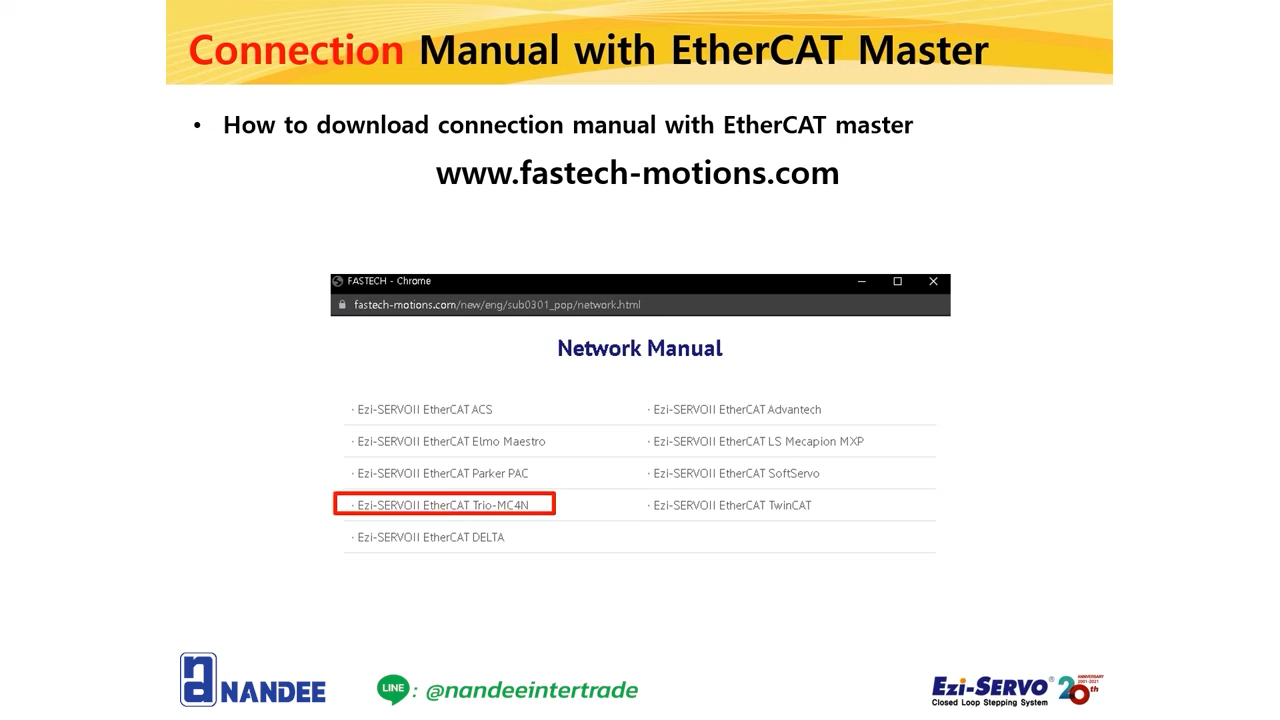 Connection Manual with EtherCAT Master
• How to download connection manual with EtherCAT master
www.fastech-motions.com
FASTECH - Chrome
fastech-motions.com/new/eng/sub0301_pop/network.html
Network Manual
· Ezi-SERVOII EtherCAT ACS
· Ezi-SERVOII EtherCAT Advantech
· Ezi-SERVOII EtherCAT Elmo Maestro
· Ezi-SERVOII EtherCAT LS Mecapion MXP
· Ezi-SERVOII EtherCAT Parker PAC
· Ezi-SERVOII EtherCAT SoftServo
· Ezi-SERVOII EtherCAT Trio-MC4N
· Ezi-SERVOII EtherCAT TwinCAT
· Ezi-SERVOII EtherCAT DELTA
n NANDEE
LINE : @nandeeintertrade
Ezi-SERVO®
Closed Loop Stepping System
20th
ANNIVERSARY
2001-2021